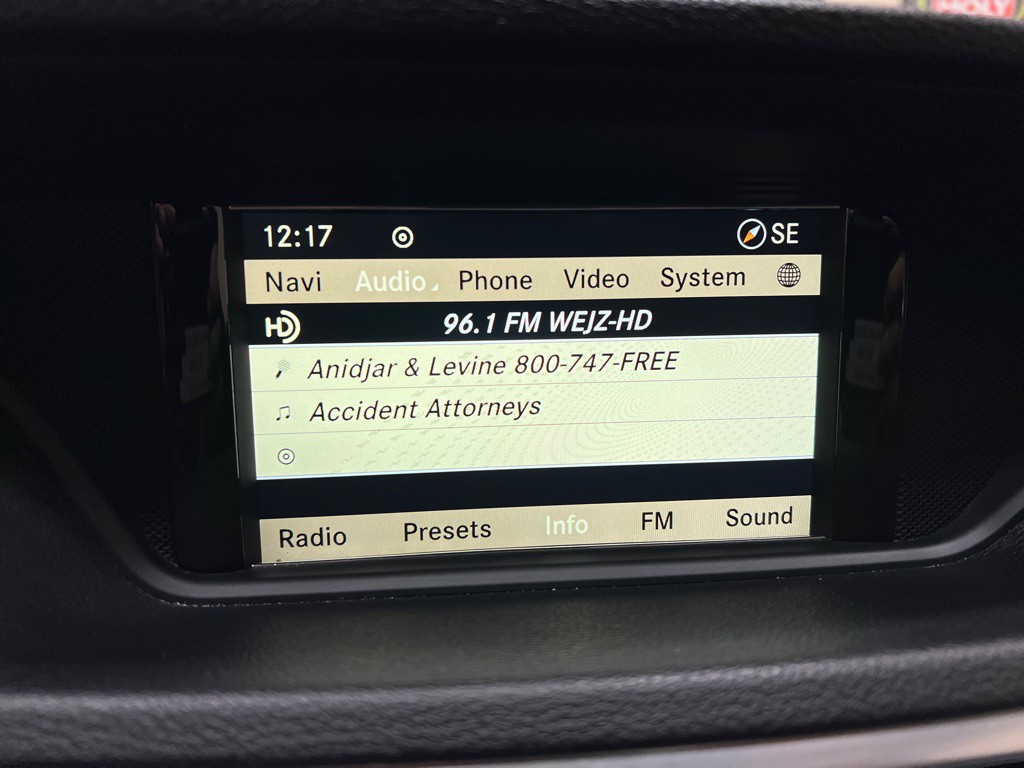 MOLY
12:17 SE
Navi Audio Phone Video System
HD 96.1 FM WEJZ-HD
Anidjar & Levine 800-747-FREE
Accident Attorneys
Radio Presets Info FM Sound